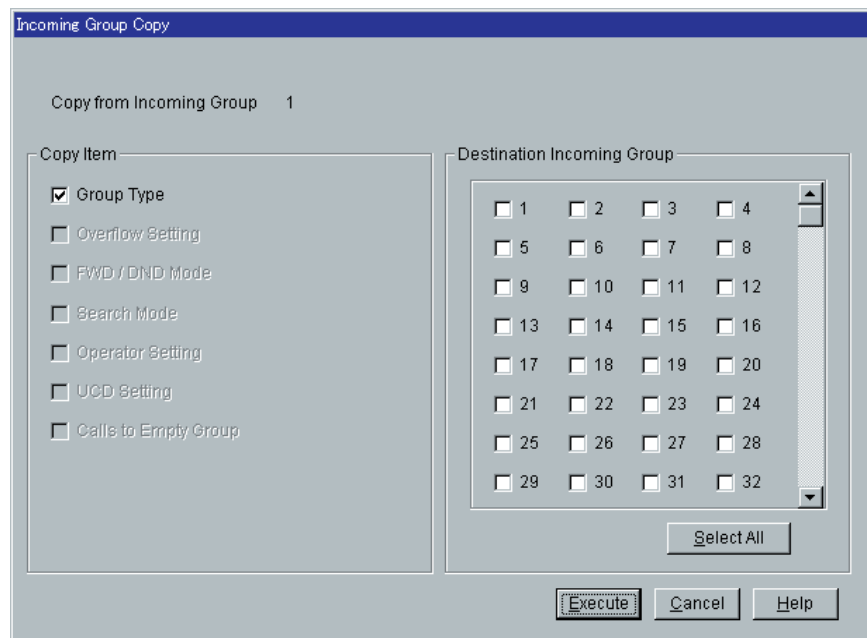 Incoming Group Copy
Copy from Incoming Group 1
Copy Item
Group Type
Overflow Setting
FWD / DND Mode
Search Mode
Operator Setting
UCD Setting
Calls to Empty Group
Destination Incoming Group
1 2 3 4
5 6 7 8
9 10 11 12
13 14 15 16
17 18 19 20
21 22 23 24
25 26 27 28
29 30 31 32
Select All
Execute Cancel Help